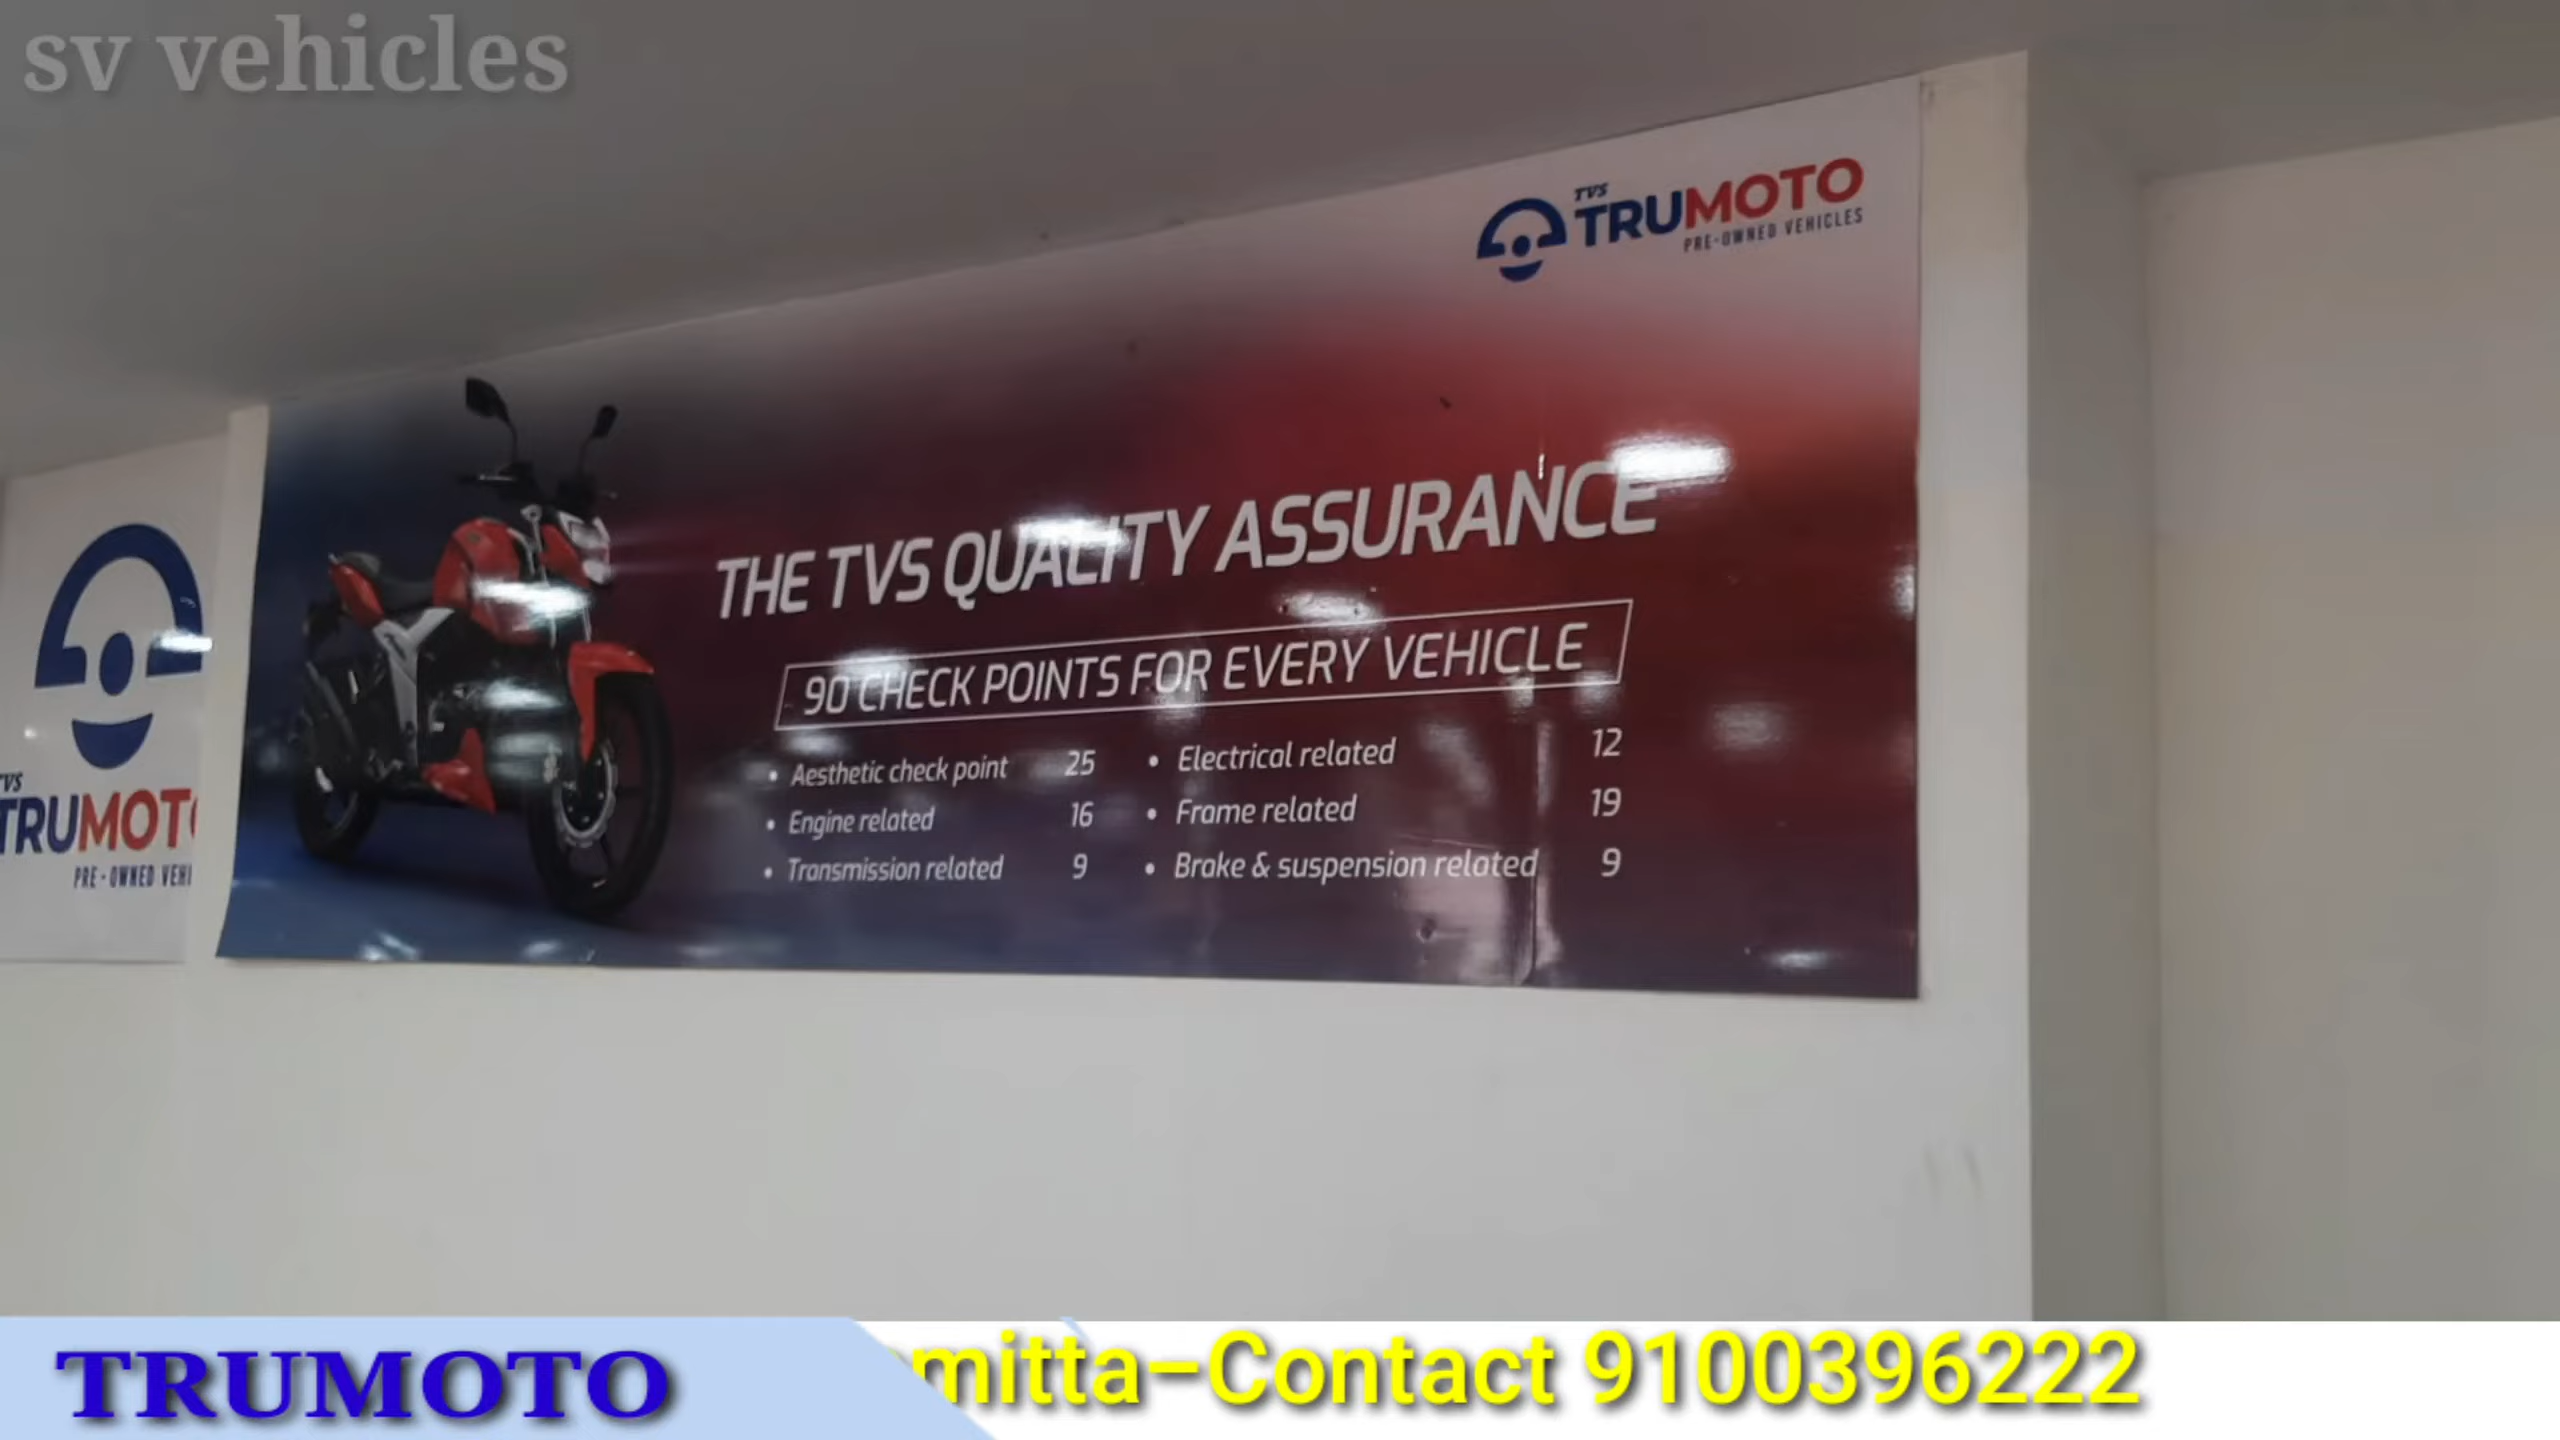 sv vehicles
TVS
TRUMOTO
PRE-OWNED VEHICLES
THE TVS QUALITY ASSURANCE
90 CHECK POINTS FOR EVERY VEHICLE
• Aesthetic check point 25
• Engine related 16
• Transmission related 9
• Electrical related 12
• Frame related 19
• Brake & suspension related 9
TVS
TRUMOT
PRE-OWNED VEHI
TRUMOTO
mitta-Contact 9100396222